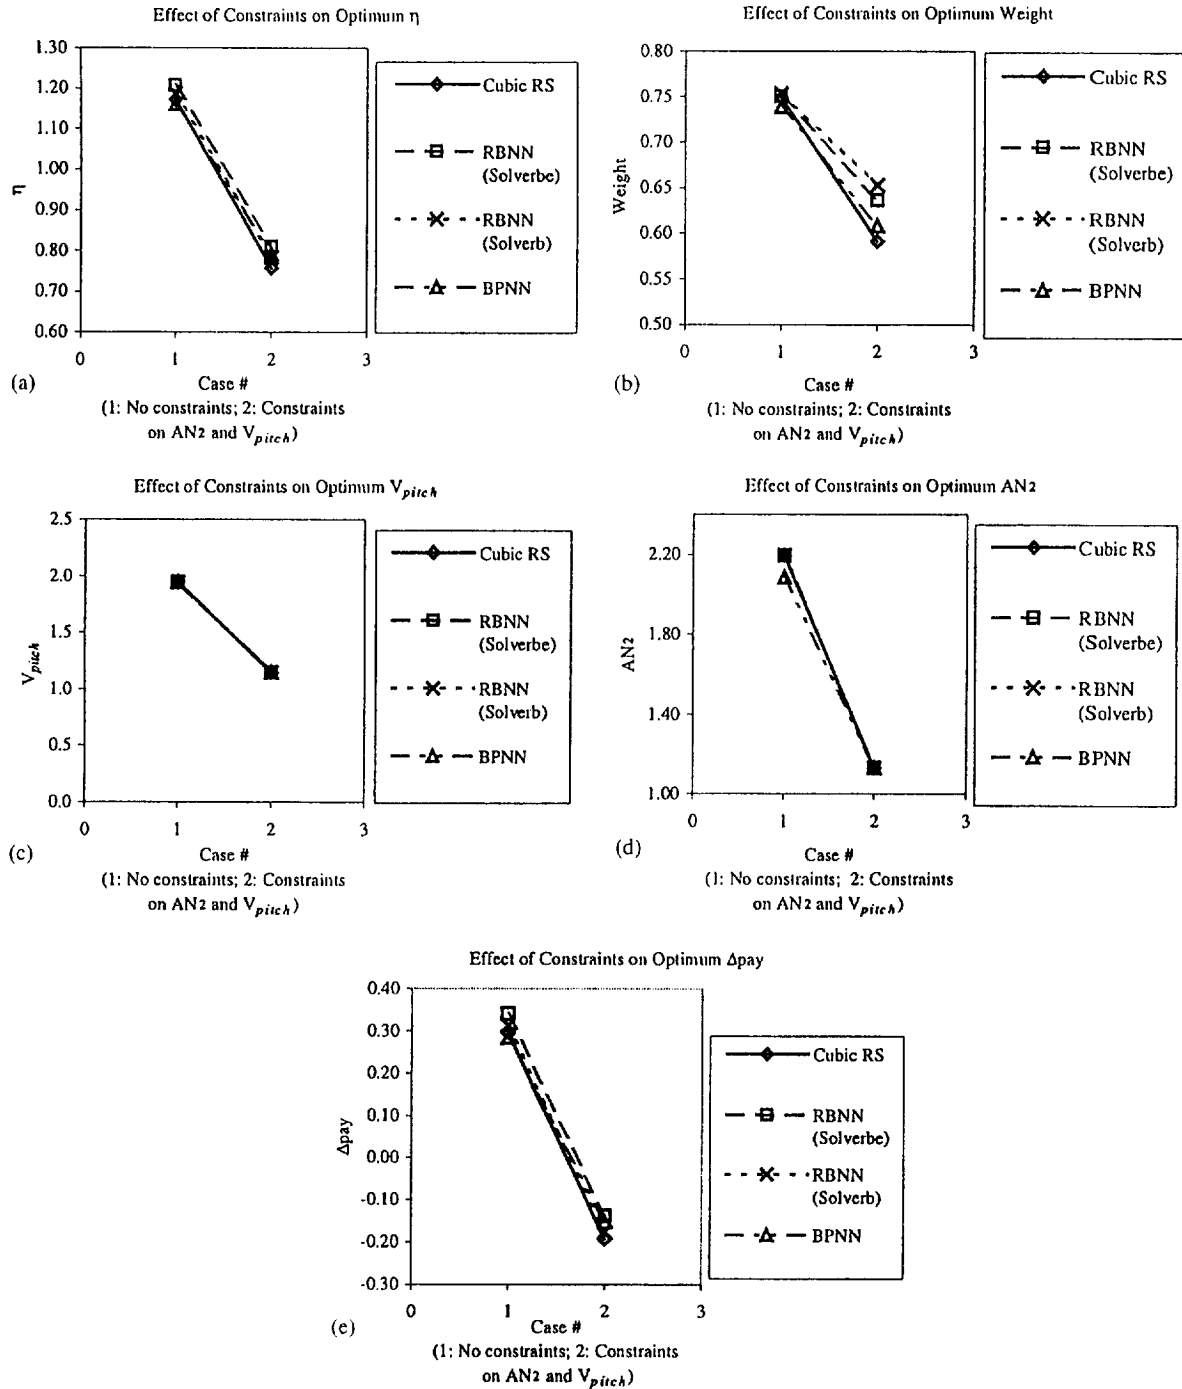 Effect of Constraints on Optimum η
1.30
1.20
1.10
1.00
0.90
0.80
0.70
0.60
η
0
1
2
3
Case #
(1: No constraints; 2: Constraints
on AN2 and Vpitch)
(a)
Cubic RS
RBNN
(Solverbe)
RBNN
(Solverb)
BPNN
Effect of Constraints on Optimum Weight
0.80
0.75
0.70
0.65
0.60
0.55
0.50
Weight
0
1
2
3
Case #
(1: No constraints; 2: Constraints
on AN2 and Vpitch)
(b)
Cubic RS
RBNN
(Solverbe)
RBNN
(Solverb)
BPNN
Effect of Constraints on Optimum Vpitch
2.5
2.0
1.5
1.0
0.5
0.0
Vpitch
0
1
2
3
Case #
(1: No constraints; 2: Constraints
on AN2 and Vpitch)
(c)
Cubic RS
RBNN
(Solverbe)
RBNN
(Solverb)
BPNN
Effect of Constraints on Optimum AN2
2.20
1.80
1.40
1.00
AN2
0
1
2
3
Case #
(1: No constraints; 2: Constraints
on AN2 and Vpitch)
(d)
Cubic RS
RBNN
(Solverbe)
RBNN
(Solverb)
BPNN
Effect of Constraints on Optimum Δpay
0.40
0.30
0.20
0.10
0.00
-0.10
-0.20
-0.30
Δpay
0
1
2
3
Case #
(1: No constraints; 2: Constraints
on AN2 and Vpitch)
(e)
Cubic RS
RBNN
(Solverbe)
RBNN
(Solverb)
BPNN